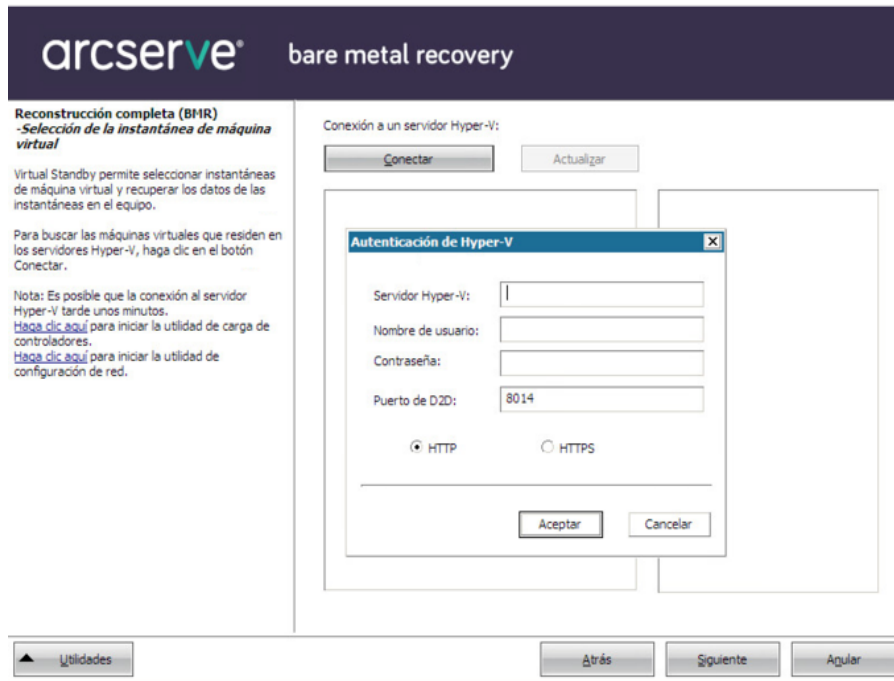 arcserve® bare metal recovery
Reconstrucción completa (BMR)
-Selección de la instantánea de máquina
virtual
Virtual Standby permite seleccionar instantáneas
de máquina virtual y recuperar los datos de las
instantáneas en el equipo.
Para buscar las máquinas virtuales que residen en
los servidores Hyper-V, haga clic en el botón
Conectar.
Nota: Es posible que la conexión al servidor
Hyper-V tarde unos minutos.
Haga clic aquí para iniciar la utilidad de carga de
controladores.
Haga clic aquí para iniciar la utilidad de
configuración de red.
Conexión a un servidor Hyper-V:
Conectar
Actualizar
Autenticación de Hyper-V
Servidor Hyper-V:
Nombre de usuario:
Contraseña:
Puerto de D2D: 8014
HTTP
HTTPS
Aceptar
Cancelar
Utilidades
Atrás
Siguiente
Anular